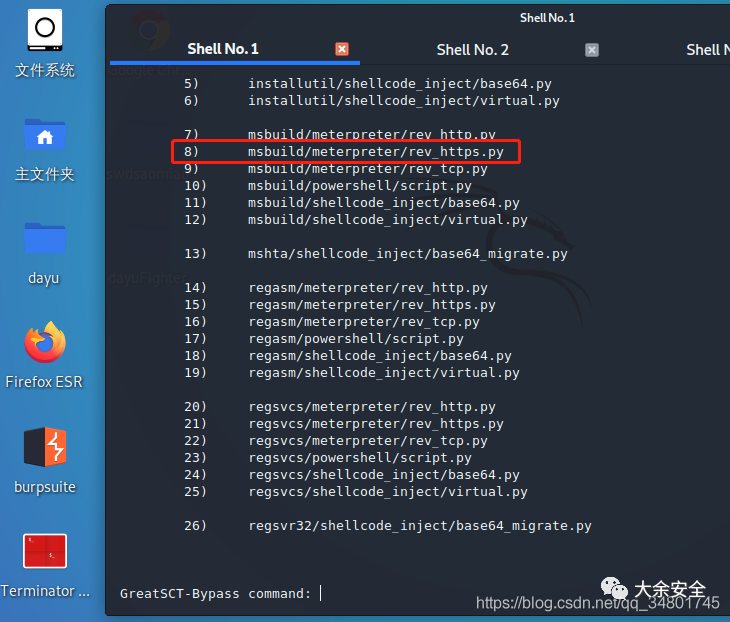 Shell No.1
Shell No. 1
Shell No. 2
Shell N
文件系统
主文件夹
dayu
Firefox ESR
burpsuite
Terminator ...
5) installutil/shellcode_inject/base64.py
6) installutil/shellcode_inject/virtual.py
7) msbuild/meterpreter/rev_http.py
8) msbuild/meterpreter/rev_https.py
9) msbuild/meterpreter/rev_tcp.py
10) msbuild/powershell/script.py
11) msbuild/shellcode_inject/base64.py
12) msbuild/shellcode_inject/virtual.py
13) mshta/shellcode_inject/base64_migrate.py
14) regasm/meterpreter/rev_http.py
15) regasm/meterpreter/rev_https.py
16) regasm/meterpreter/rev_tcp.py
17) regasm/powershell/script.py
18) regasm/shellcode_inject/base64.py
19) regasm/shellcode_inject/virtual.py
20) regsvcs/meterpreter/rev_http.py
21) regsvcs/meterpreter/rev_https.py
22) regsvcs/meterpreter/rev_tcp.py
23) regsvcs/powershell/script.py
24) regsvcs/shellcode_inject/base64.py
25) regsvcs/shellcode_inject/virtual.py
26) regsvr32/shellcode_inject/base64_migrate.py
GreatSCT-Bypass command:
大余安全
https://blog.csdn.net/qq_34801745